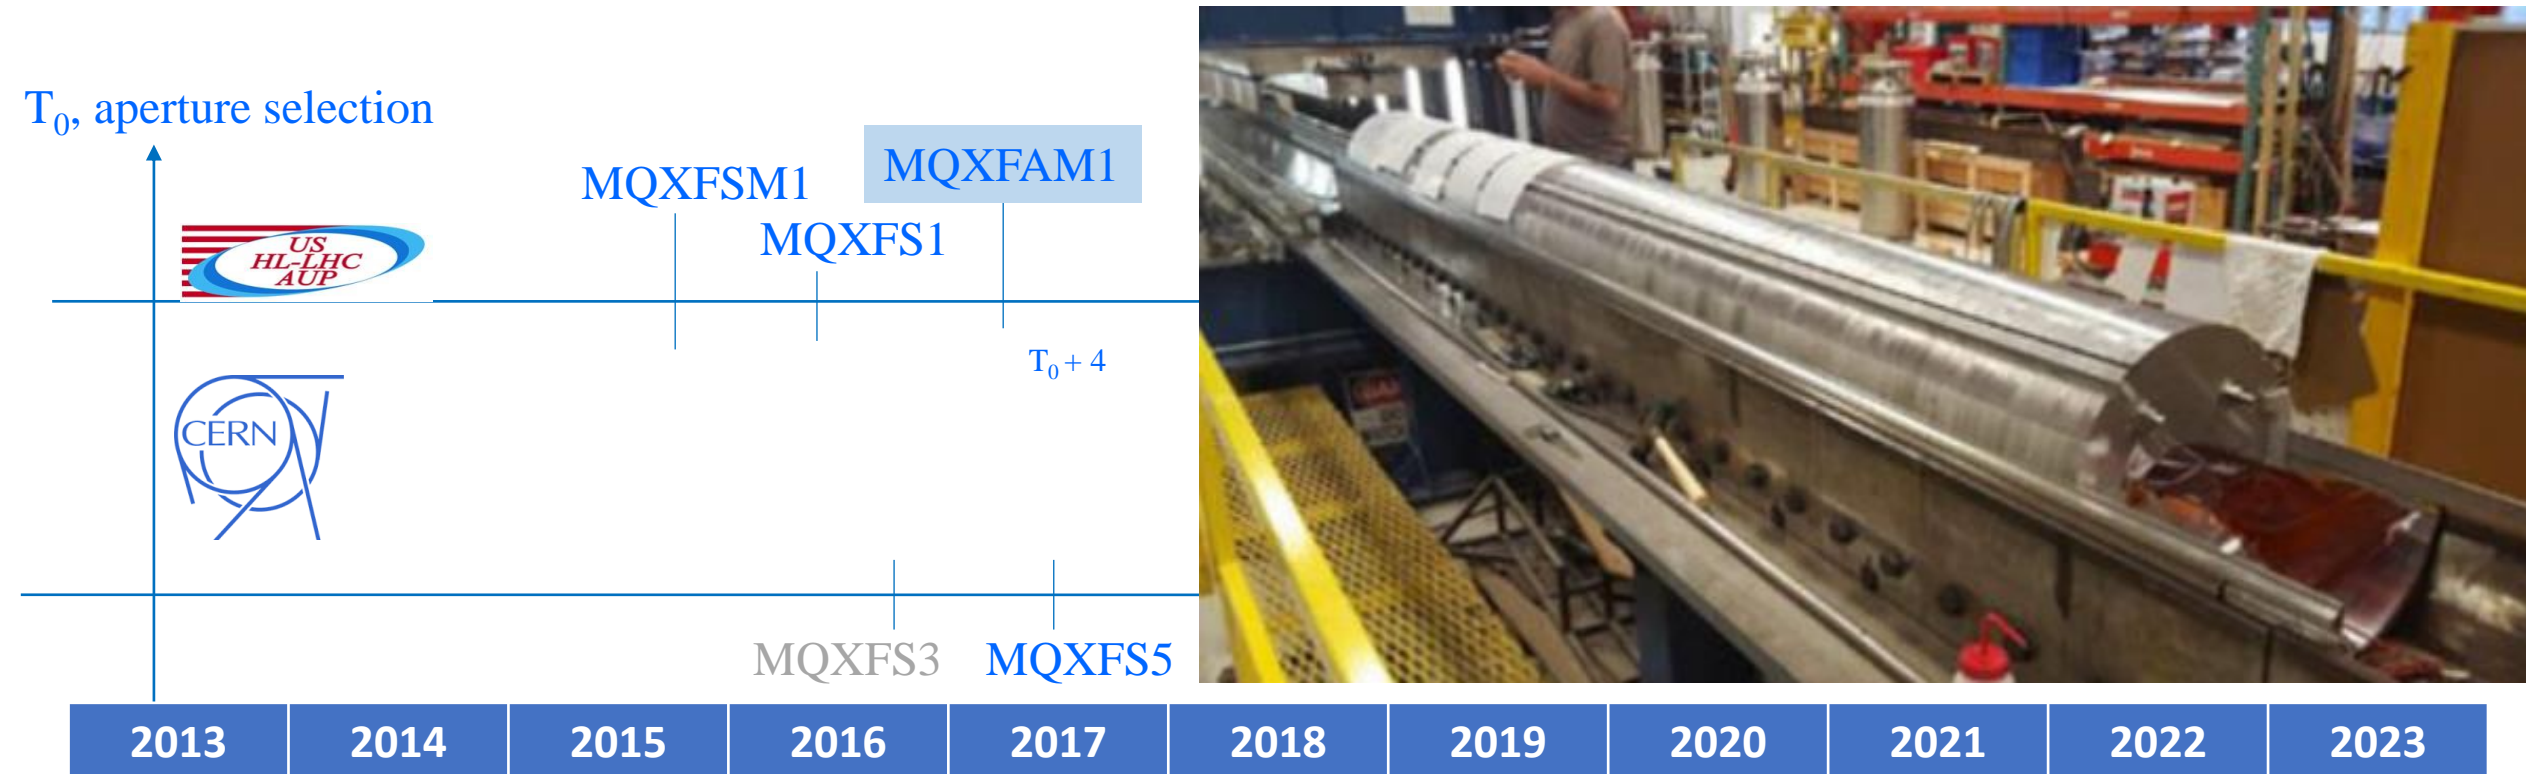 T₀, aperture selection
MQXFSM1
MQXFAM1
MQXFS1
US
HL-LHC
AUP
T₀ + 4
CERN
MQXFS3
MQXFS5
2013 2014 2015 2016 2017 2018 2019 2020 2021 2022 2023